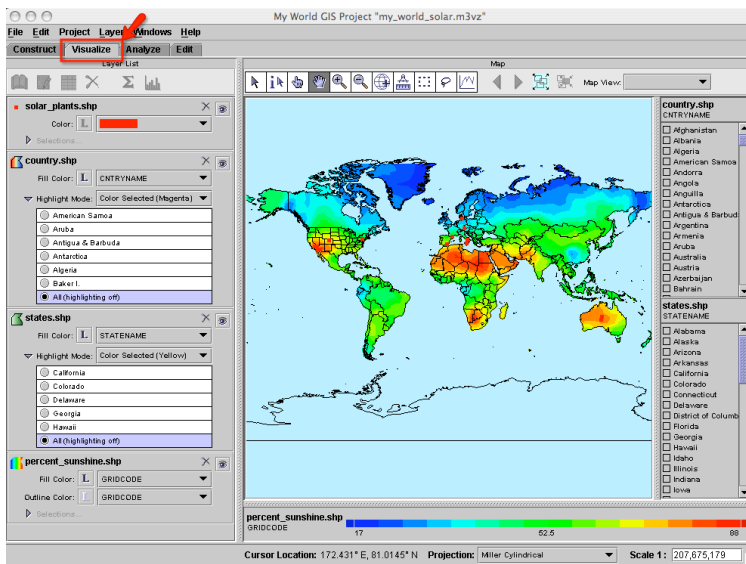 My World GIS Project "my_world_solar.m3vz"
File Edit Project Layer Windows Help
Construct Visualize Analyze Edit
Layer List
solar_plants.shp
Color: L
Selections...
country.shp
Fill Color: L CNTRYNAME
Highlight Mode: Color Selected (Magenta)
American Samoa
Aruba
Antigua & Barbuda
Antarctica
Algeria
Baker I.
All (highlighting off)
states.shp
Fill Color: L STATENAME
Highlight Mode: Color Selected (Yellow)
California
Colorado
Delaware
Georgia
Hawaii
All (highlighting off)
percent_sunshine.shp
Fill Color: L GRIDCODE
Outline Color: L GRIDCODE
Selections...
Map
Map View:
country.shp
CNTRYNAME
Afghanistan
Albania
Algeria
American Samoa
Andorra
Angola
Anguilla
Antarctica
Antigua & Barbud
Argentina
Armenia
Aruba
Australia
Austria
Azerbaijan
Bahrain
states.shp
STATENAME
Alabama
Alaska
Arizona
Arkansas
California
Colorado
Connecticut
Delaware
District of Columb
Florida
Georgia
Hawaii
Idaho
Illinois
Indiana
Iowa
percent_sunshine.shp
GRIDCODE
17 52.5 88
Cursor Location: 172.431° E, 81.0145° N Projection: Miller Cylindrical Scale 1: 207,675,179